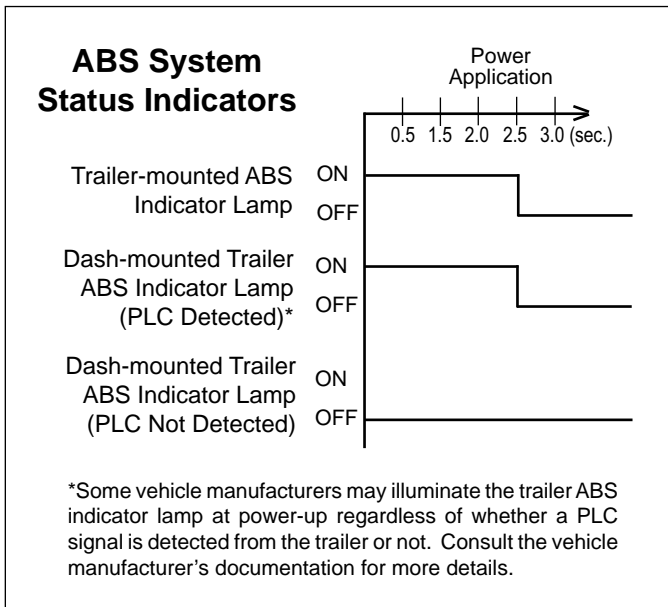 ABS System
Status Indicators
Power
Application
0.5 1.5 2.0 2.5 3.0 (sec.)
Trailer-mounted ABS
Indicator Lamp
ON
OFF
Dash-mounted Trailer
ABS Indicator Lamp
(PLC Detected)*
ON
OFF
Dash-mounted Trailer
ABS Indicator Lamp
(PLC Not Detected)
ON
OFF
*Some vehicle manufacturers may illuminate the trailer ABS
indicator lamp at power-up regardless of whether a PLC
signal is detected from the trailer or not. Consult the vehicle
manufacturer’s documentation for more details.